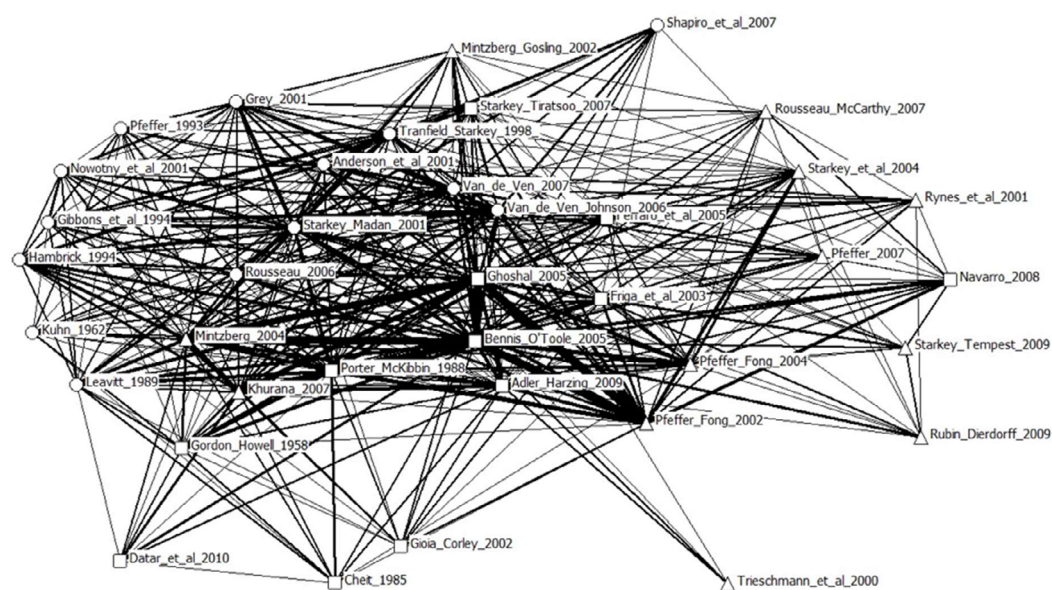 Shapiro_et_al_2007
Mintzberg_Gosling_2002
Grey_2001
Starkey_Tiratsoo_2007
Rousseau_McCarthy_2007
Pfeffer_1993
Tranfield_Starkey_1998
Anderson_et_al_2001
Nowotny_et_al_2001
Starkey_et_al_2004
Van_de_Ven_2007
Rynes_et_al_2001
Van_de_Ven_Johnson_2006
Ferraro_et_al_2005
Gibbons_et_al_1994
Starkey_Madan_2001
Pfeffer_2007
Hambrick_1994
Rousseau_2006
Ghoshal_2005
Navarro_2008
Friga_et_al_2003
Kuhn_1962
Mintzberg_2004
Bennis_O'Toole_2005
Starkey_Tempest_2009
Pfeffer_Fong_2004
Porter_McKibbin_1988
Leavitt_1989
Khurana_2007
Adler_Harzing_2009
Pfeffer_Fong_2002
Rubin_Dierdorff_2009
Gordon_Howell_1958
Gioia_Corley_2002
Datar_et_al_2010
Cheit_1985
Trieschmann_et_al_2000